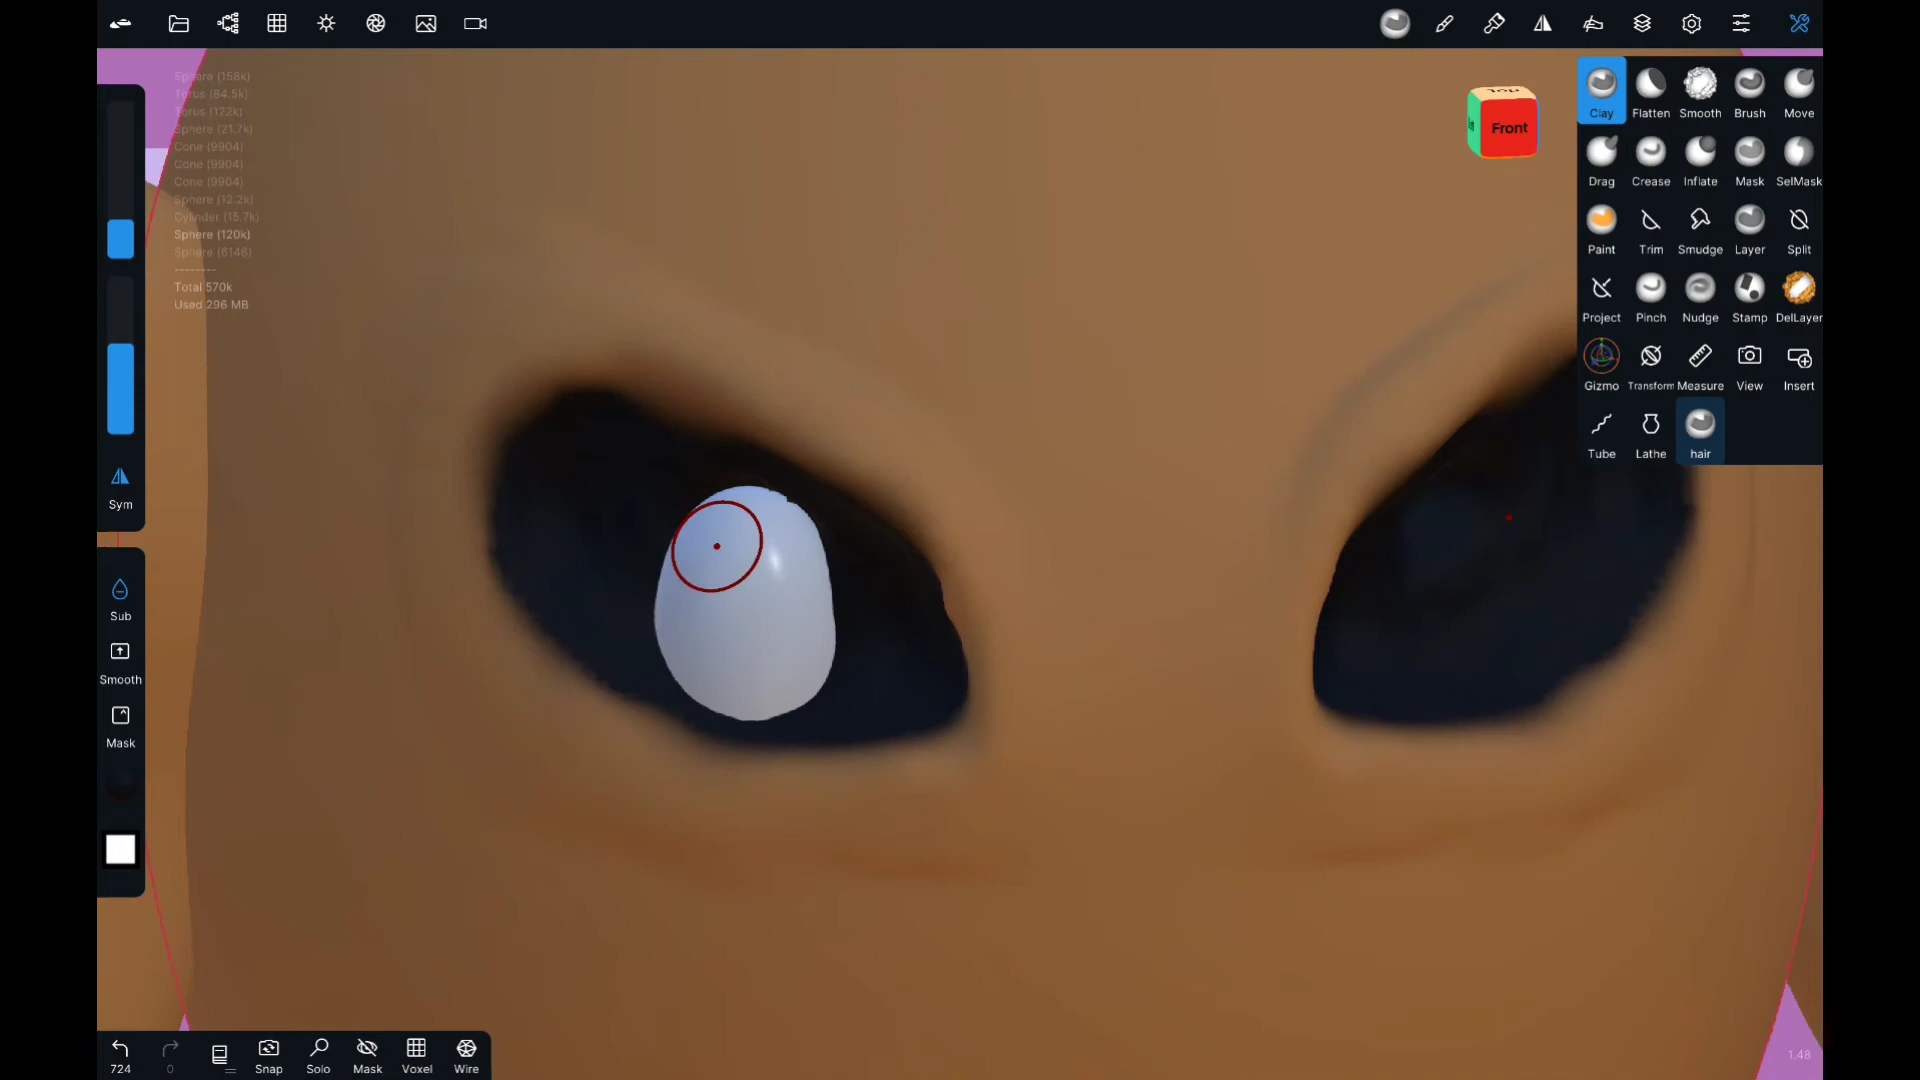 Sphere (158k)
Torus (84.5k)
Torus (122k)
Sphere (21.7k)
Cone (9904)
Cone (9904)
Cone (9904)
Sphere (12.2k)
Cylinder (15.7k)
Sphere (120k)
Sphere (6146)
--------
Total 570k
Used 296 MB
Front
Clay Flatten Smooth Brush Move
Drag Crease Inflate Mask SelMask
Paint Trim Smudge Layer Split
Project Pinch Nudge Stamp DelLayer
Gizmo Transform Measure View Insert
Tube Lathe hair
Sym
Sub
Smooth
Mask
724 0 Snap Solo Mask Voxel Wire
1.48